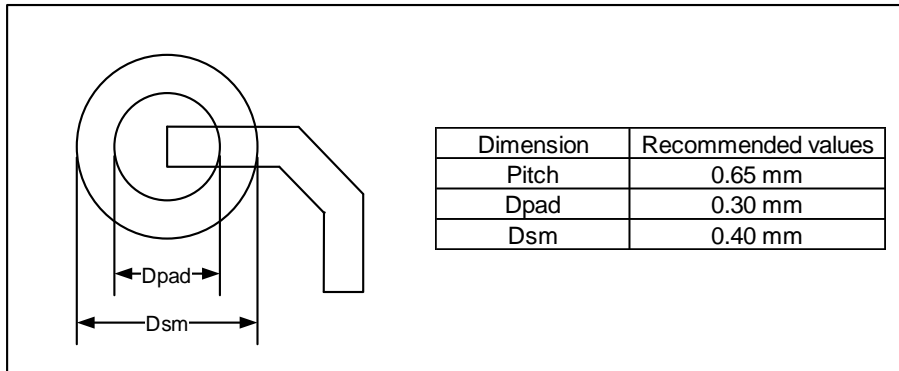 Dimension Recommended values
Pitch 0.65 mm
Dpad 0.30 mm
Dsm 0.40 mm
Dpad
Dsm